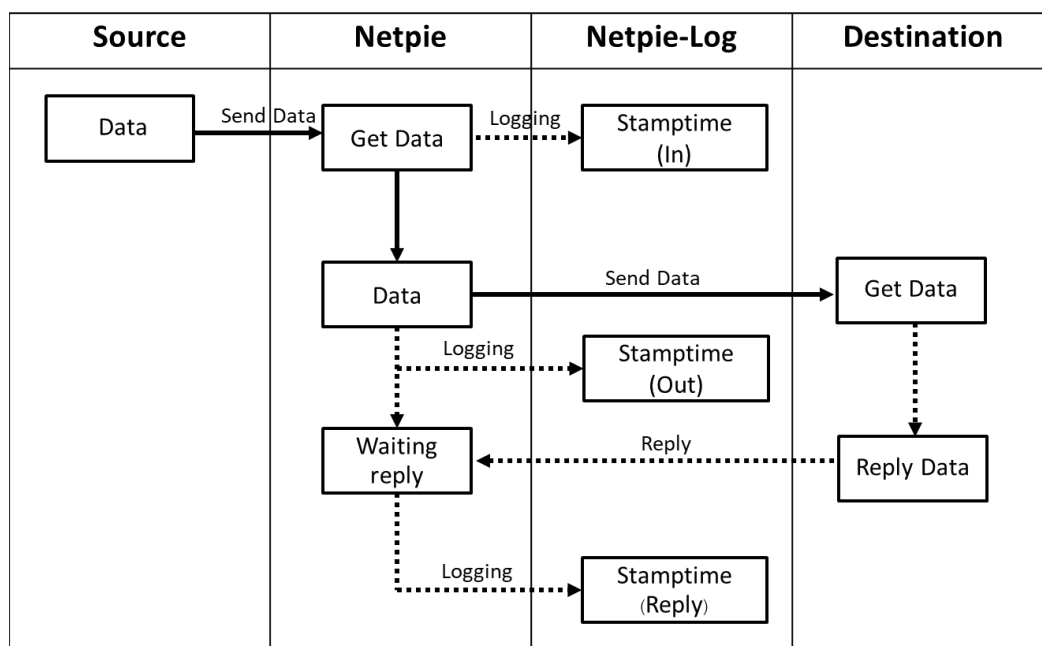 Source
Netpie
Netpie-Log
Destination
Data
Send Data
Get Data
Logging
Stamptime
(In)
Data
Send Data
Get Data
Logging
Stamptime
(Out)
Waiting
reply
Reply
Reply Data
Logging
Stamptime
(Reply)